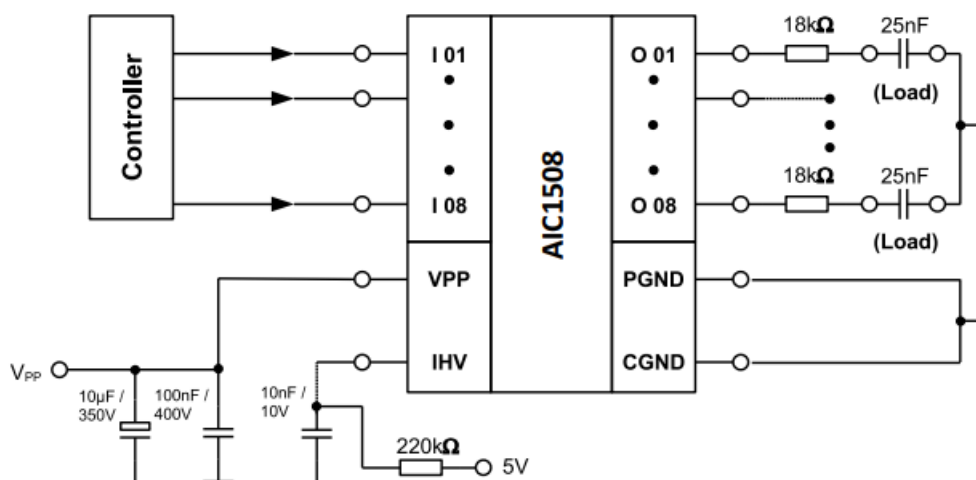 Controller
I 01
I 08
VPP
IHV
AIC1508
O 01
O 08
PGND
CGND
18kΩ
25nF
(Load)
18kΩ
25nF
(Load)
VPP
10µF /
350V
100nF /
400V
10nF /
10V
220kΩ
5V